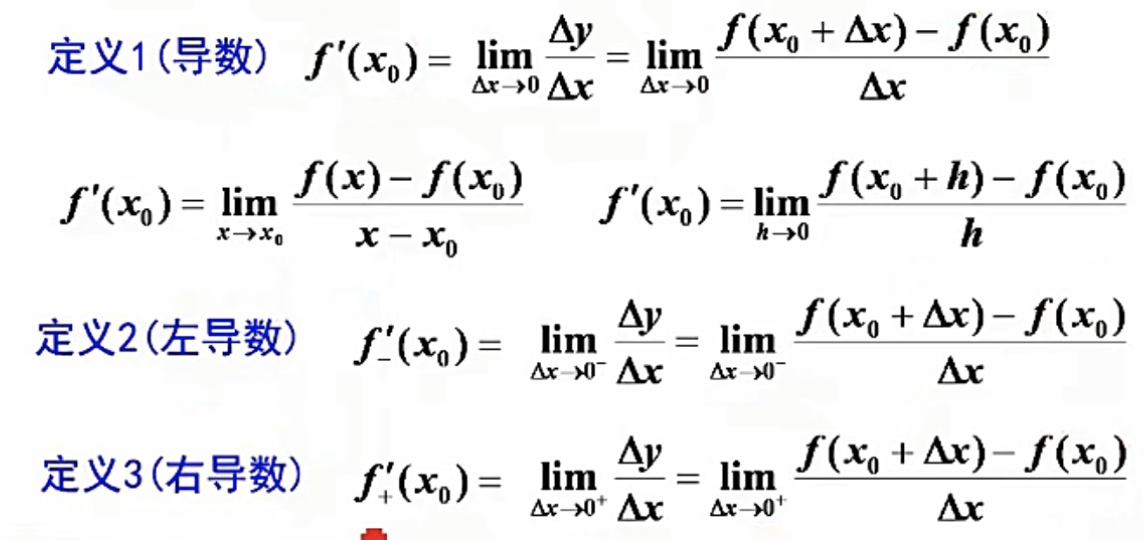 定义1(导数) f′(x₀) = lim_{Δx→0} Δy/Δx = lim_{Δx→0} (f(x₀ + Δx) − f(x₀))/Δx
f′(x₀) = lim_{x→x₀} (f(x) − f(x₀))/(x − x₀) f′(x₀) = lim_{h→0} (f(x₀ + h) − f(x₀))/h
定义2(左导数) f′₋(x₀) = lim_{Δx→0⁻} Δy/Δx = lim_{Δx→0⁻} (f(x₀ + Δx) − f(x₀))/Δx
定义3(右导数) f′₊(x₀) = lim_{Δx→0⁺} Δy/Δx = lim_{Δx→0⁺} (f(x₀ + Δx) − f(x₀))/Δx